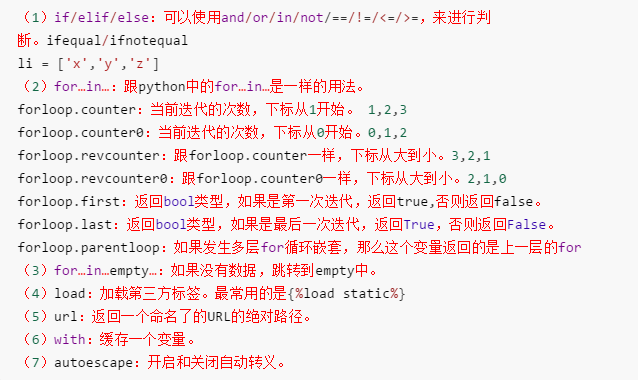 （1）if/elif/else：可以使用and/or/in/not/==/!=/<=/>=，来进行判
断。ifequal/ifnotequal
li = ['x','y','z']
（2）for…in…：跟python中的for…in…是一样的用法。
forloop.counter：当前迭代的次数，下标从1开始。 1,2,3
forloop.counter0：当前迭代的次数，下标从0开始。0,1,2
forloop.revcounter：跟forloop.counter一样，下标从大到小。3,2,1
forloop.revcounter0：跟forloop.counter0一样，下标从大到小。2,1,0
forloop.first：返回bool类型，如果是第一次迭代，返回true,否则返回false。
forloop.last：返回bool类型，如果是最后一次迭代，返回True，否则返回False。
forloop.parentloop：如果发生多层for循环嵌套，那么这个变量返回的是上一层的for
（3）for…in…empty…：如果没有数据，跳转到empty中。
（4）load：加载第三方标签。最常用的是{%load static%}
（5）url：返回一个命名了的URL的绝对路径。
（6）with：缓存一个变量。
（7）autoescape：开启和关闭自动转义。